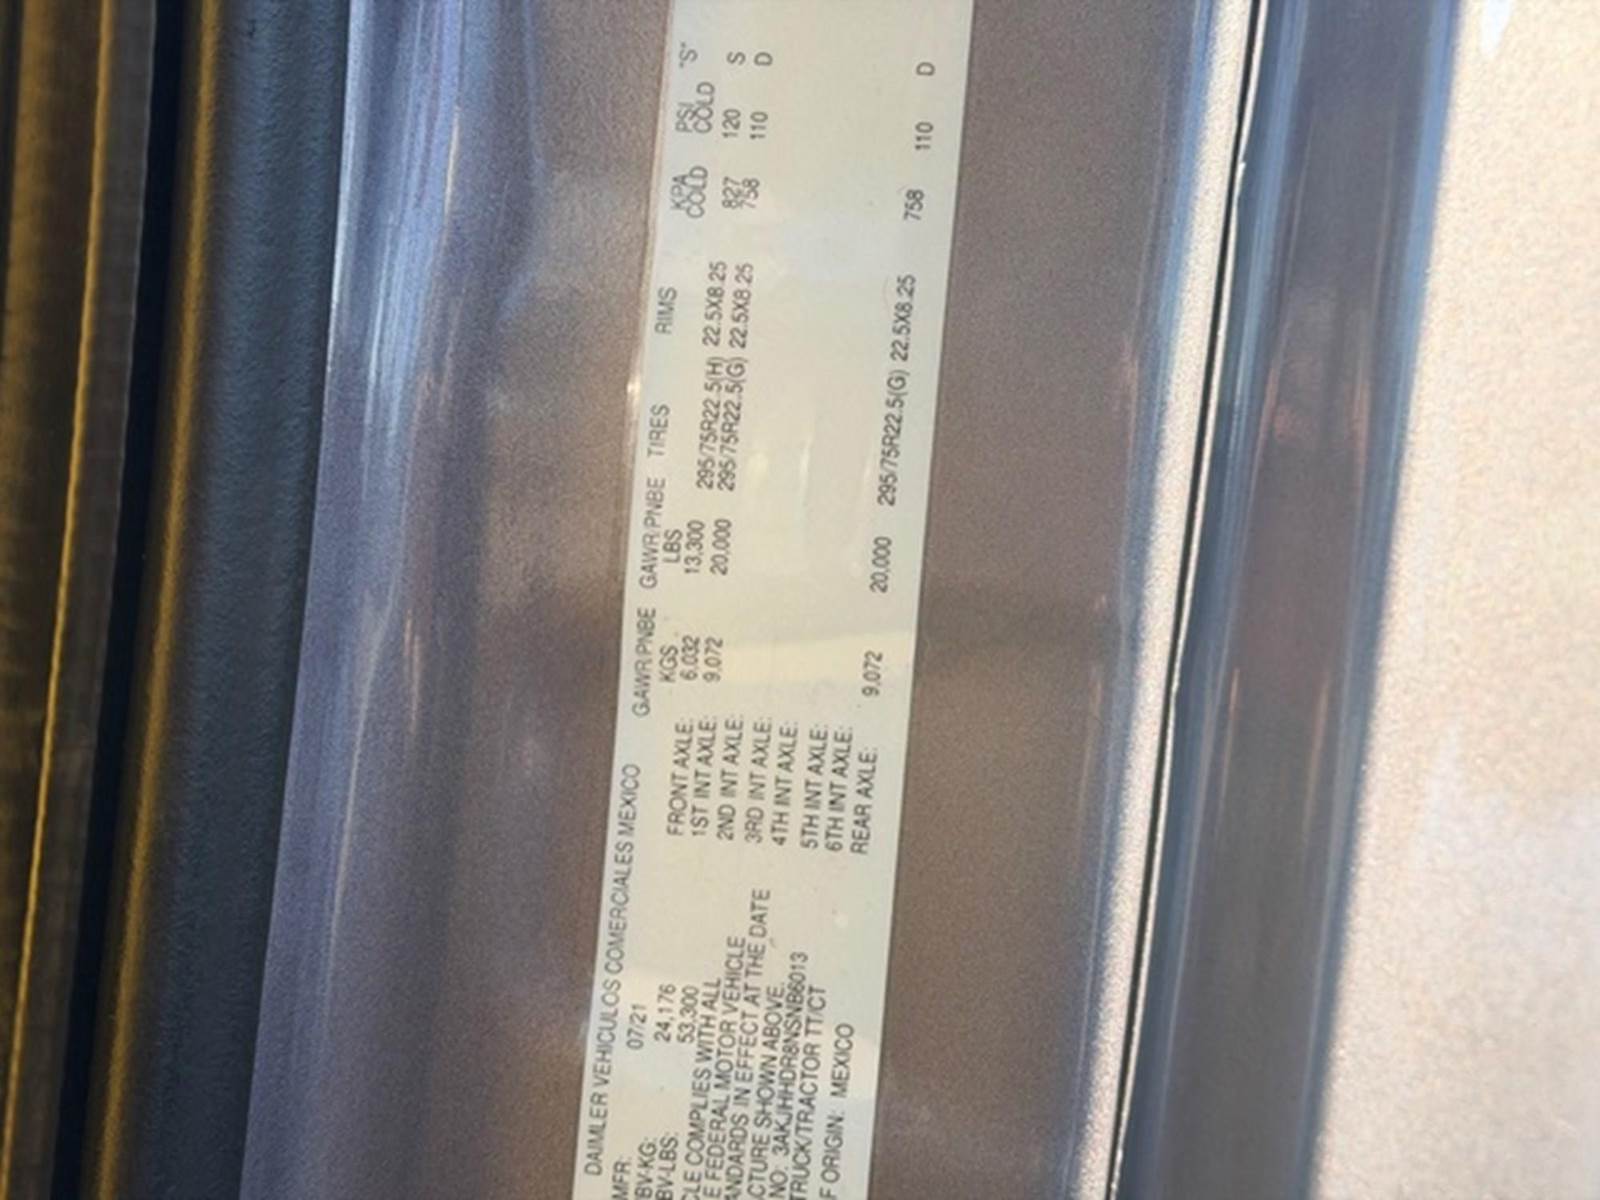 DAIMLER VEHICULOS COMERCIALES MEXICO
MFR: 07/21
BV-KG: 24,176
BV-LBS: 53,300
CLE COMPLIES WITH ALL
E FEDERAL MOTOR VEHICLE
ANDARDS IN EFFECT AT THE DATE
CTURE SHOWN ABOVE.
NO: 3AKJHHDR8NSNB6013
TRUCK/TRACTOR TT/CT
F ORIGIN: MEXICO
GAWR/PNBE GAWR/PNBE TIRES RIMS KPA PSI "S"
KGS LBS COLD COLD
FRONT AXLE: 6,032 13,300 295/75R22.5(H) 22.5X8.25 827 120 S
1ST INT AXLE: 9,072 20,000 295/75R22.5(G) 22.5X8.25 758 110 D
2ND INT AXLE:
3RD INT AXLE:
4TH INT AXLE:
5TH INT AXLE:
6TH INT AXLE:
REAR AXLE: 9,072 20,000 295/75R22.5(G) 22.5X8.25 758 110 D